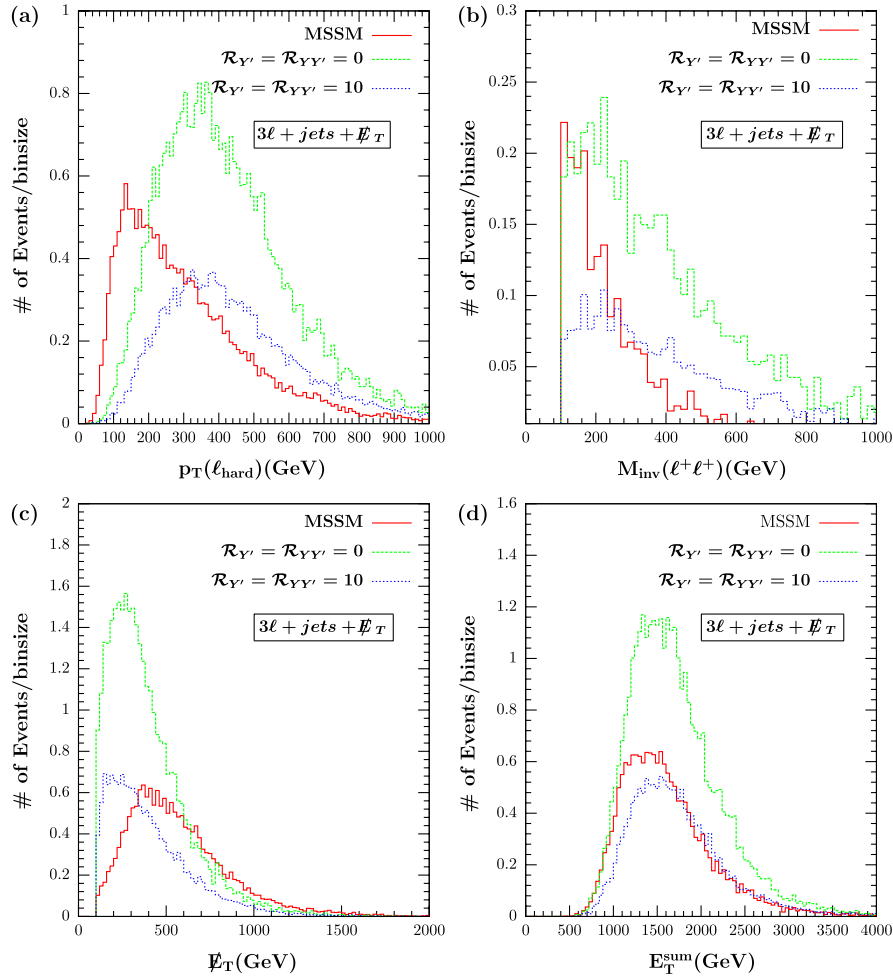 (a)
# of Events/binsize
1
0.8
0.6
0.4
0.2
0
MSSM
𝓡_{Y′} = 𝓡_{YY′} = 0
𝓡_{Y′} = 𝓡_{YY′} = 10
3ℓ + jets + E̸_T
0 100 200 300 400 500 600 700 800 900 1000
p_T(ℓ_hard)(GeV)
(b)
# of Events/binsize
0.3
0.25
0.2
0.15
0.1
0.05
MSSM
𝓡_{Y′} = 𝓡_{YY′} = 0
𝓡_{Y′} = 𝓡_{YY′} = 10
3ℓ + jets + E̸_T
0 200 400 600 800 1000
M_inv(ℓ⁺ℓ⁺)(GeV)
(c)
# of Events/binsize
2
1.8
1.6
1.4
1.2
1
0.8
0.6
0.4
0.2
0
MSSM
𝓡_{Y′} = 𝓡_{YY′} = 0
𝓡_{Y′} = 𝓡_{YY′} = 10
3ℓ + jets + E̸_T
0 500 1000 1500 2000
E̸_T(GeV)
(d)
# of Events/binsize
1.6
1.4
1.2
1
0.8
0.6
0.4
0.2
0
MSSM
𝓡_{Y′} = 𝓡_{YY′} = 0
𝓡_{Y′} = 𝓡_{YY′} = 10
3ℓ + jets + E̸_T
0 500 1000 1500 2000 2500 3000 3500 4000
E_T^sum(GeV)